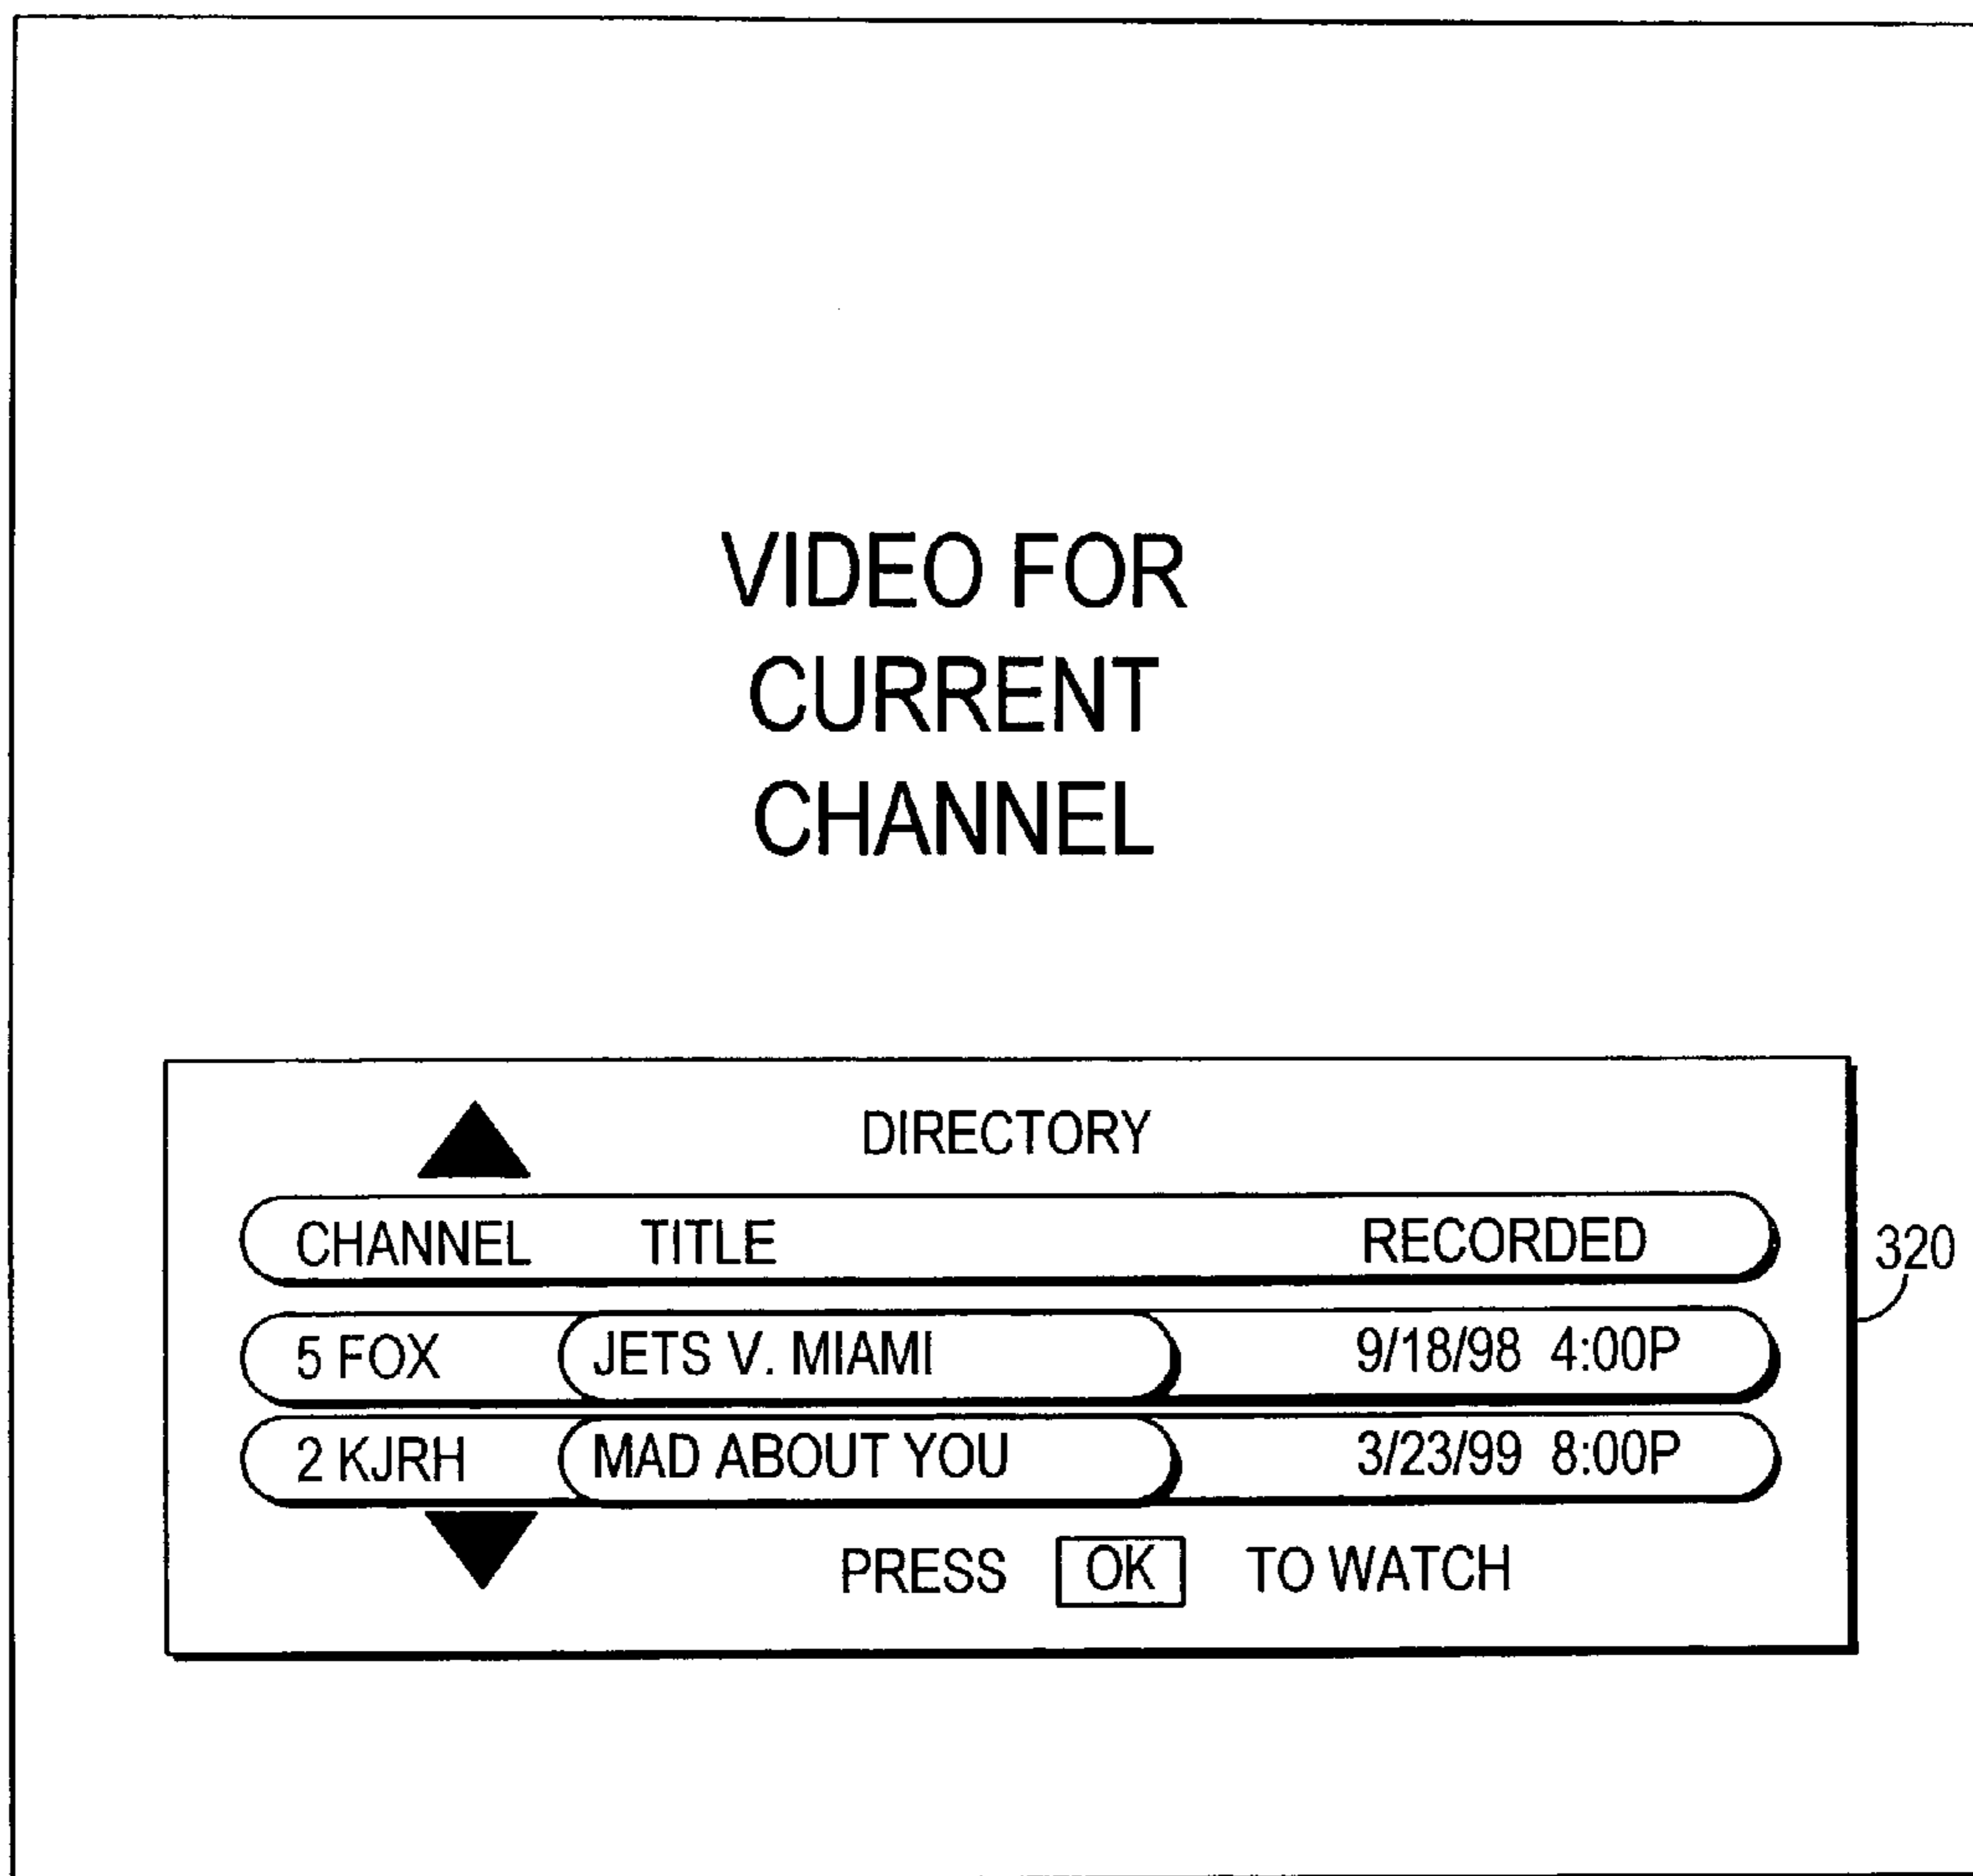 VIDEO FOR
CURRENT
CHANNEL
DIRECTORY
CHANNEL TITLE RECORDED
320
5 FOX JETS V. MIAMI 9/18/98 4:00P
2 KJRH MAD ABOUT YOU 3/23/99 8:00P
PRESS OK TO WATCH